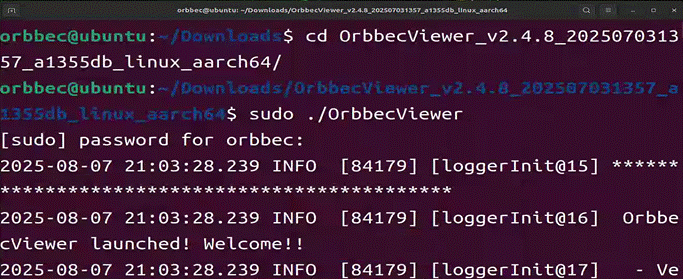 orbbec@ubuntu: ~/Downloads/OrbbecViewer_v2.4.8_202507031357_a1355db_linux_aarch64
orbbec@ubuntu:~/Downloads$ cd OrbbecViewer_v2.4.8_2025070313
57_a1355db_linux_aarch64/
orbbec@ubuntu:~/Downloads/OrbbecViewer_v2.4.8_202507031357_a
1355db_linux_aarch64$ sudo ./OrbbecViewer
[sudo] password for orbbec:
2025-08-07 21:03:28.239 INFO  [84179] [loggerInit@15] ******
****************************************
2025-08-07 21:03:28.239 INFO  [84179] [loggerInit@16]  Orbbe
cViewer launched! Welcome!!
2025-08-07 21:03:28.239 INFO  [84179] [loggerInit@17]   - Ve